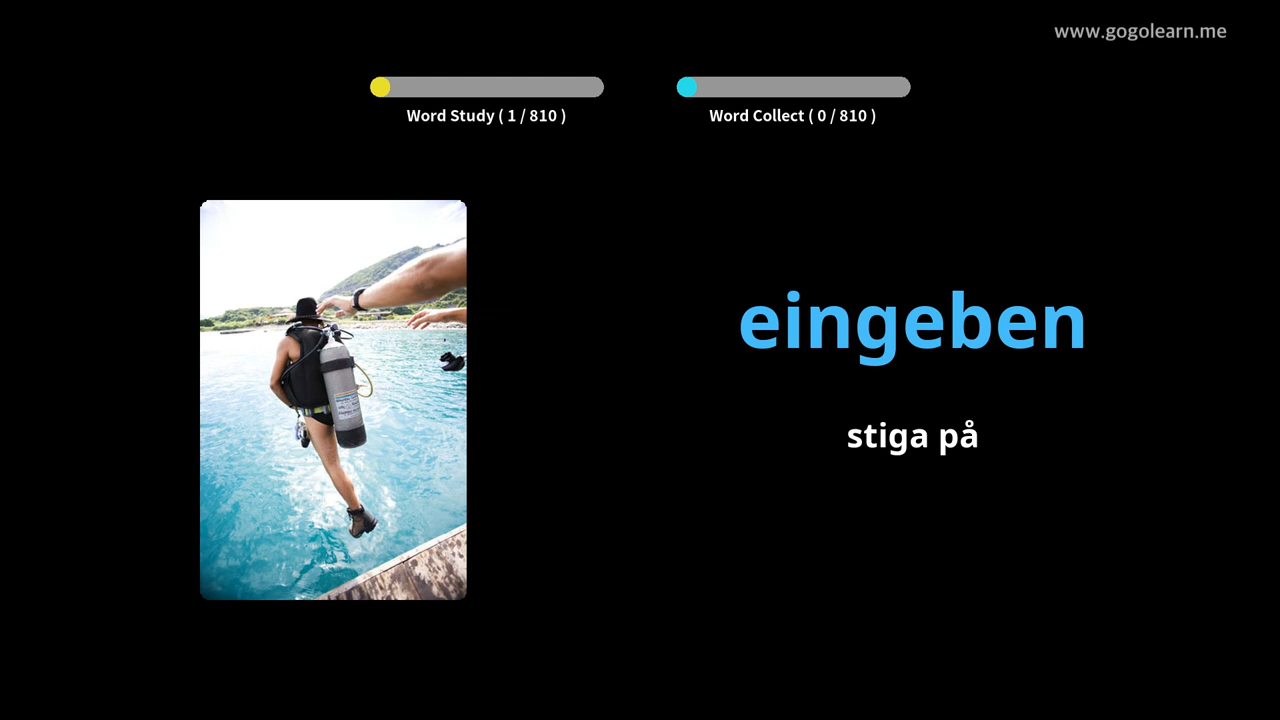 www.gogolearn.me
Word Study ( 1 / 810 )
Word Collect ( 0 / 810 )
eingeben
stiga på